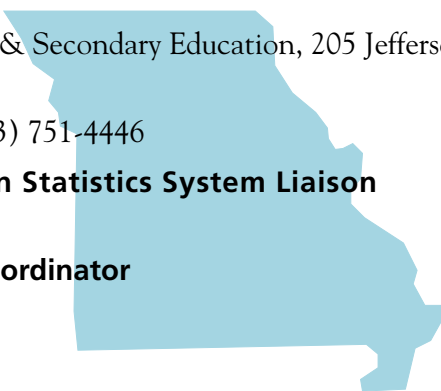 & Secondary Education, 205 Jeffers
3) 751-4446
n Statistics System Liaison
ordinator